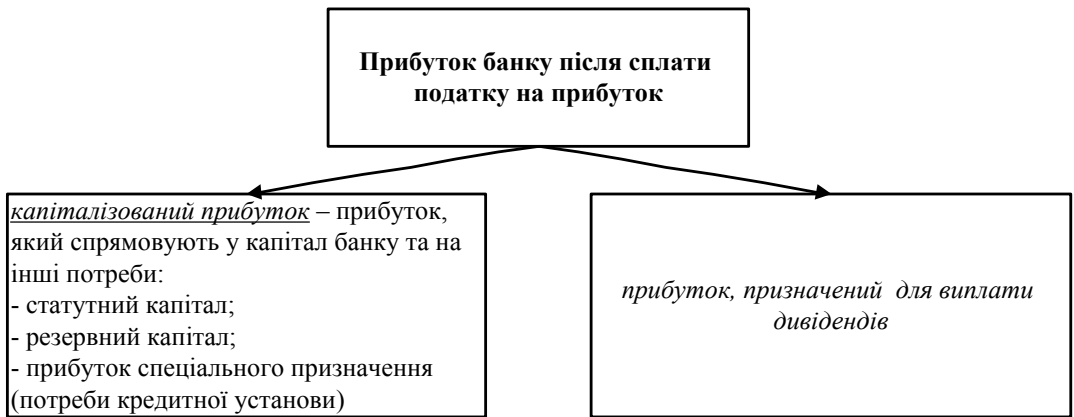 Прибуток банку після сплати
податку на прибуток
капіталізований прибуток – прибуток,
який спрямовують у капітал банку та на
інші потреби:
- статутний капітал;
- резервний капітал;
- прибуток спеціального призначення
(потреби кредитної установи)
прибуток, призначений для виплати
дивідендів